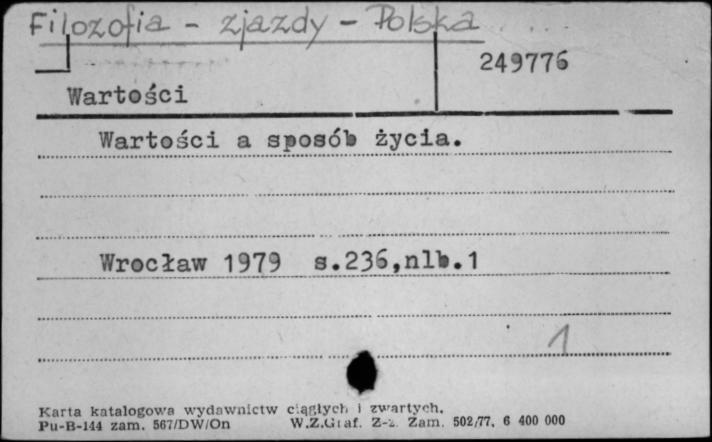 Filozofia - zjazdy - Polska
249776
Wartości
Wartości a sposób życia.
Wrocław 1979 s.236,nlb.1
1
Karta katalogowa wydawnictw ciągłych i zwartych.
Pu-B-144 zam. 567/DW/On W.Z.Graf. Z-2. Zam. 502/77. 6 400 000